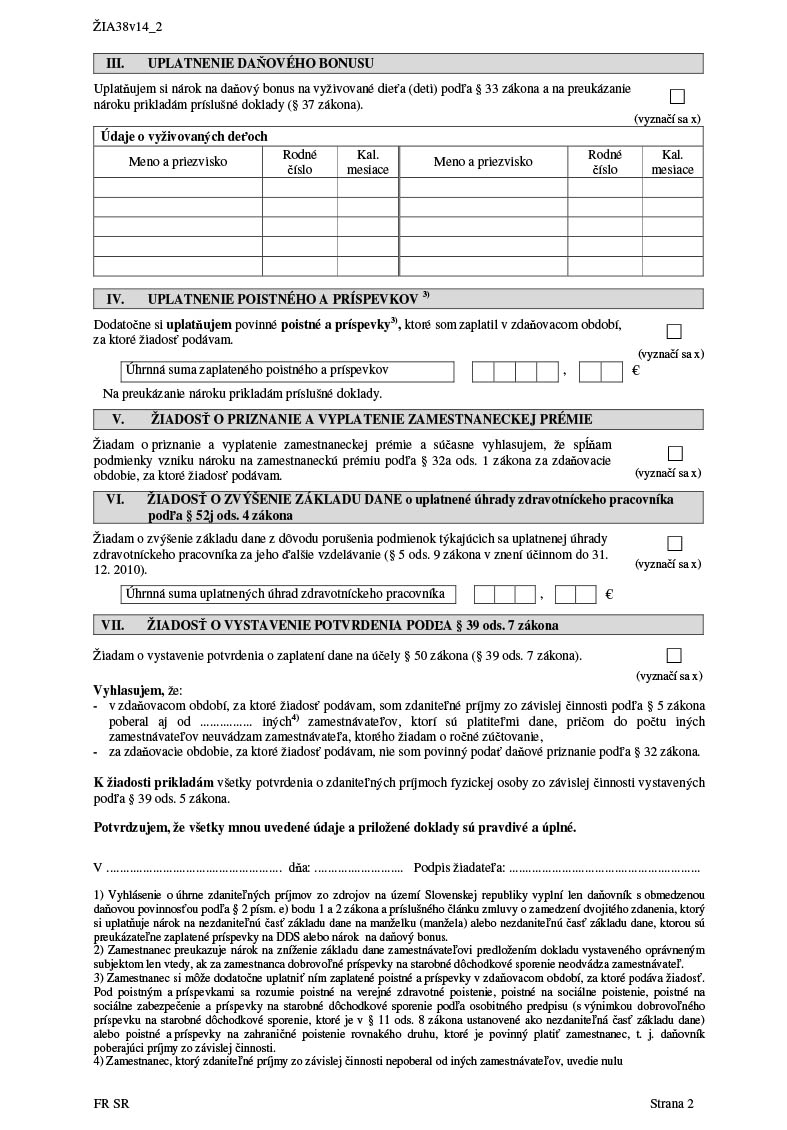 ŽIA38v14_2
III. UPLATNENIE DAŇOVÉHO BONUSU
Uplatňujem si nárok na daňový bonus na vyživované dieťa (deti) podľa § 33 zákona a na preukázanie
nároku prikladám príslušné doklady (§ 37 zákona).
(vyznačí sa x)
Údaje o vyživovaných deťoch
Meno a priezvisko Rodné číslo Kal. mesiace Meno a priezvisko Rodné číslo Kal. mesiace
IV. UPLATNENIE POISTNÉHO A PRÍSPEVKOV 3)
Dodatočne si uplatňujem povinné poistné a príspevky3), ktoré som zaplatil v zdaňovacom období,
za ktoré žiadosť podávam.
(vyznačí sa x)
Úhrnná suma zaplateného poistného a príspevkov , €
Na preukázanie nároku prikladám príslušné doklady.
V. ŽIADOSŤ O PRIZNANIE A VYPLATENIE ZAMESTNANECKEJ PRÉMIE
Žiadam o priznanie a vyplatenie zamestnaneckej prémie a súčasne vyhlasujem, že spĺňam
podmienky vzniku nároku na zamestnaneckú prémiu podľa § 32a ods. 1 zákona za zdaňovacie
obdobie, za ktoré žiadosť podávam.
(vyznačí sa x)
VI. ŽIADOSŤ O ZVÝŠENIE ZÁKLADU DANE o uplatnené úhrady zdravotníckeho pracovníka
podľa § 52j ods. 4 zákona
Žiadam o zvýšenie základu dane z dôvodu porušenia podmienok týkajúcich sa uplatnenej úhrady
zdravotníckeho pracovníka za jeho ďalšie vzdelávanie (§ 5 ods. 9 zákona v znení účinnom do 31.
12. 2010).
(vyznačí sa x)
Úhrnná suma uplatnených úhrad zdravotníckeho pracovníka , €
VII. ŽIADOSŤ O VYSTAVENIE POTVRDENIA PODĽA § 39 ods. 7 zákona
Žiadam o vystavenie potvrdenia o zaplatení dane na účely § 50 zákona (§ 39 ods. 7 zákona).
(vyznačí sa x)
Vyhlasujem, že:
- v zdaňovacom období, za ktoré žiadosť podávam, som zdaniteľné príjmy zo závislej činnosti podľa § 5 zákona
poberal aj od ............... iných4) zamestnávateľov, ktorí sú platiteľmi dane, pričom do počtu iných
zamestnávateľov neuvádzam zamestnávateľa, ktorého žiadam o ročné zúčtovanie,
- za zdaňovacie obdobie, za ktoré žiadosť podávam, nie som povinný podať daňové priznanie podľa § 32 zákona.
K žiadosti prikladám všetky potvrdenia o zdaniteľných príjmoch fyzickej osoby zo závislej činnosti vystavených
podľa § 39 ods. 5 zákona.
Potvrdzujem, že všetky mnou uvedené údaje a priložené doklady sú pravdivé a úplné.
V ..................................................... dňa: ........................... Podpis žiadateľa: ..........................................................
1) Vyhlásenie o úhrne zdaniteľných príjmov zo zdrojov na území Slovenskej republiky vyplní len daňovník s obmedzenou
daňovou povinnosťou podľa § 2 písm. e) bodu 1 a 2 zákona a príslušného článku zmluvy o zamedzení dvojitého zdanenia, ktorý
si uplatňuje nárok na nezdaniteľnú časť základu dane na manželku (manžela) alebo nezdaniteľnú časť základu dane, ktorou sú
preukázateľne zaplatené príspevky na DDS alebo nárok na daňový bonus.
2) Zamestnanec preukazuje nárok na zníženie základu dane zamestnávateľovi predložením dokladu vystaveného oprávneným
subjektom len vtedy, ak za zamestnanca dobrovoľné príspevky na starobné dôchodkové sporenie neodvádza zamestnávateľ.
3) Zamestnanec si môže dodatočne uplatniť ním zaplatené poistné a príspevky v zdaňovacom období, za ktoré podáva žiadosť.
Pod poistným a príspevkami sa rozumie poistné na verejné zdravotné poistenie, poistné na sociálne poistenie, poistné na
sociálne zabezpečenie a príspevky na starobné dôchodkové sporenie podľa osobitného predpisu (s výnimkou dobrovoľného
príspevku na starobné dôchodkové sporenie, ktoré je v § 11 ods. 8 zákona ustanovené ako nezdaniteľná časť základu dane)
alebo poistné a príspevky na zahraničné poistenie rovnakého druhu, ktoré je povinný platiť zamestnanec, t. j. daňovník
poberajúci príjmy zo závislej činnosti.
4) Zamestnanec, ktorý zdaniteľné príjmy zo závislej činnosti nepoberal od iných zamestnávateľov, uvedie nulu
FR SR Strana 2